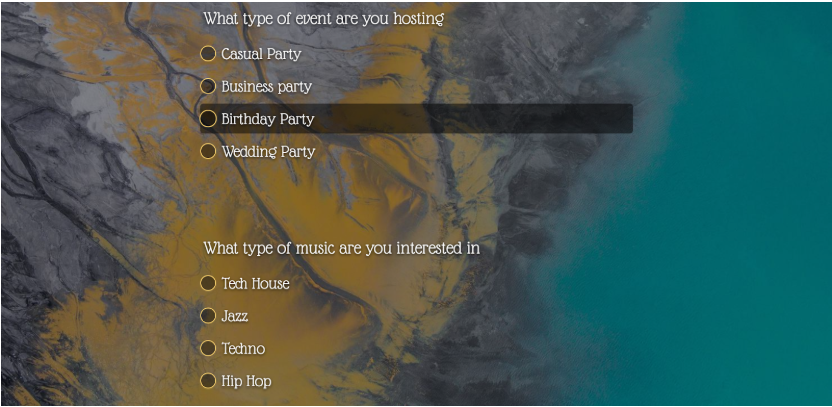 What type of event are you hosting
Casual Party
Business party
Birthday Party
Wedding Party
What type of music are you interested in
Tech House
Jazz
Techno
Hip Hop